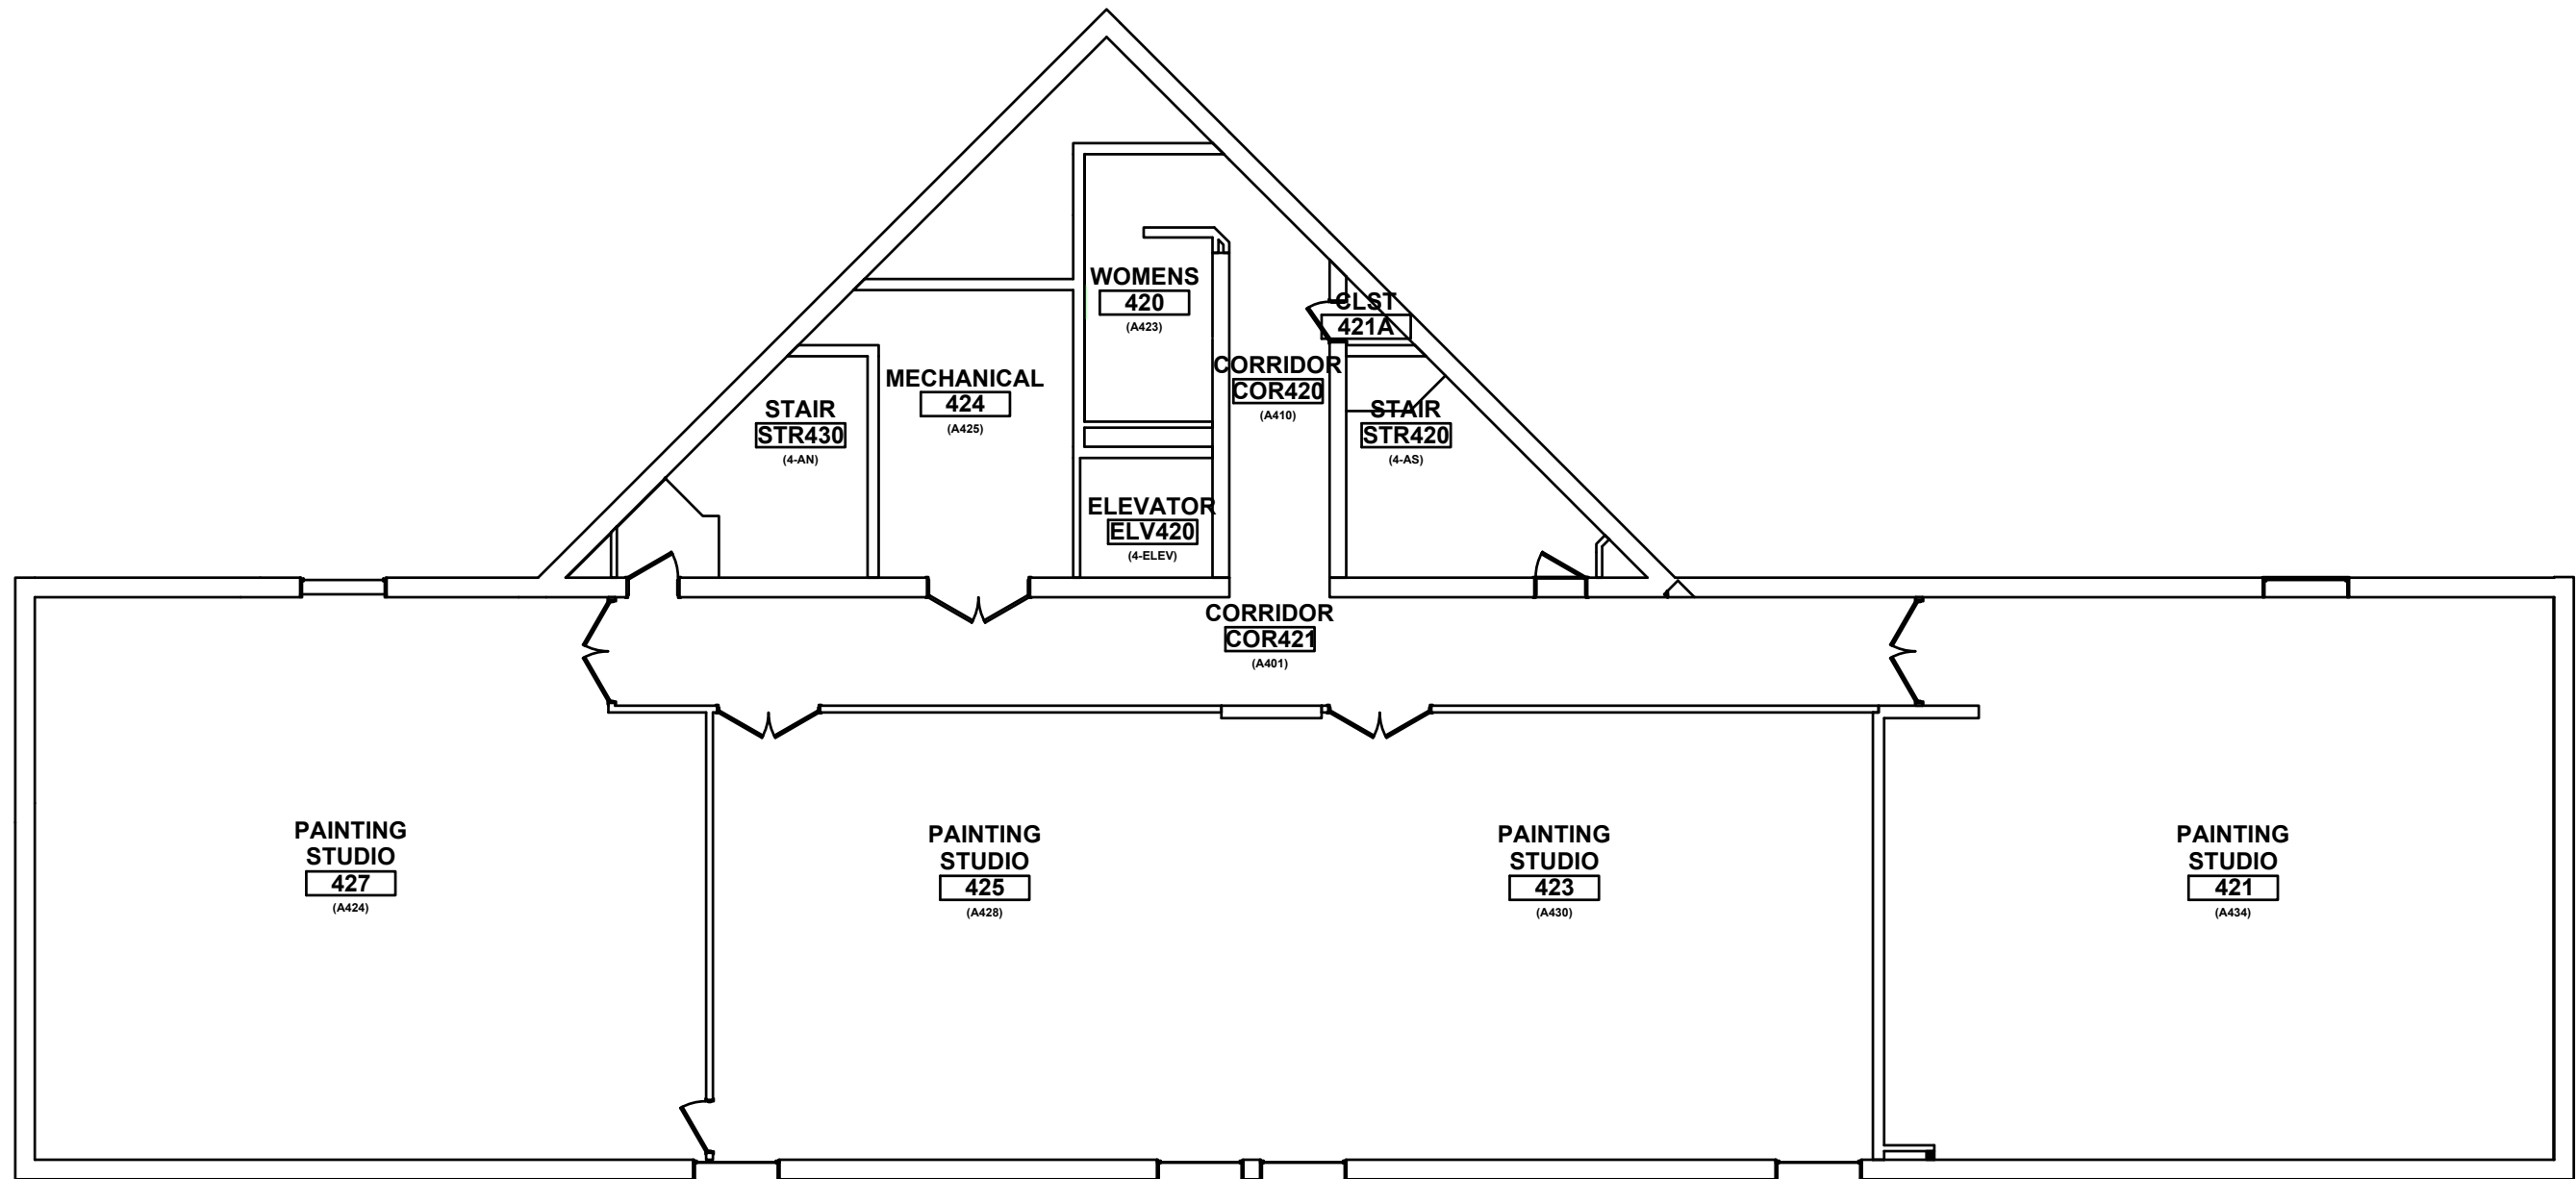 WOMENS
420
(A423)
CLST
421A
CORRIDOR
COR420
(A410)
MECHANICAL
424
(A425)
STAIR
STR430
(4-AN)
STAIR
STR420
(4-AS)
ELEVATOR
ELV420
(4-ELEV)
CORRIDOR
COR421
(A401)
PAINTING
STUDIO
427
(A424)
PAINTING
STUDIO
425
(A428)
PAINTING
STUDIO
423
(A430)
PAINTING
STUDIO
421
(A434)